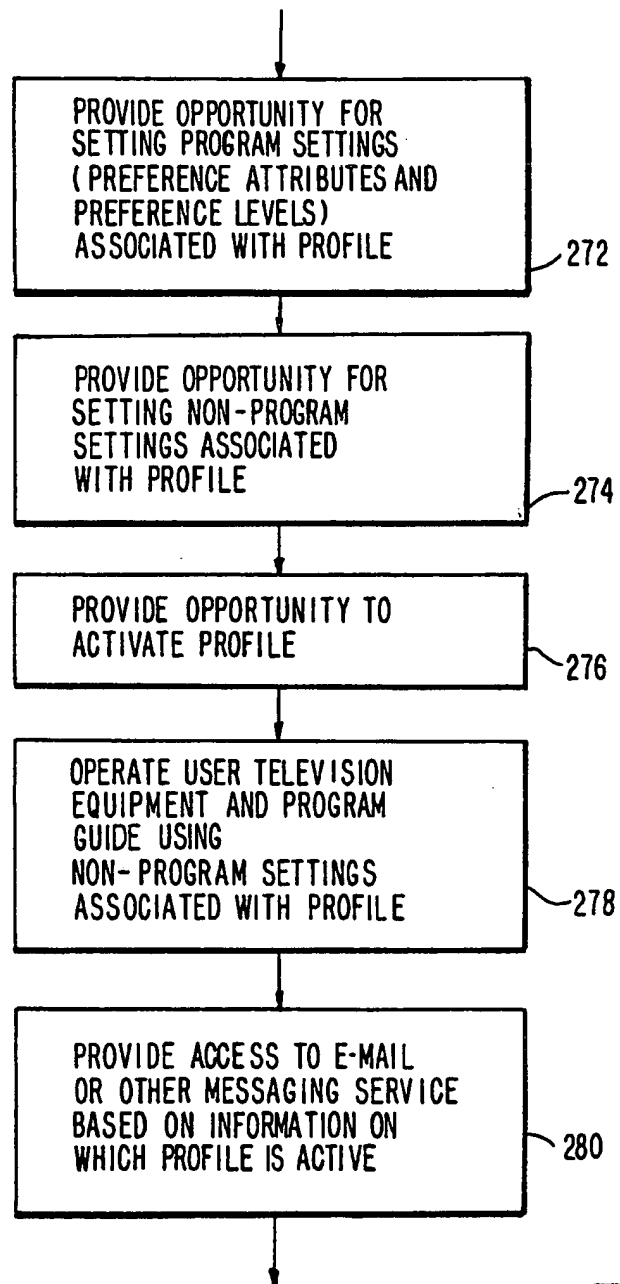 PROVIDE OPPORTUNITY FOR
SETTING PROGRAM SETTINGS
(PREFERENCE ATTRIBUTES AND
PREFERENCE LEVELS)
ASSOCIATED WITH PROFILE
272
PROVIDE OPPORTUNITY FOR
SETTING NON-PROGRAM
SETTINGS ASSOCIATED
WITH PROFILE
274
PROVIDE OPPORTUNITY TO
ACTIVATE PROFILE
276
OPERATE USER TELEVISION
EQUIPMENT AND PROGRAM
GUIDE USING
NON-PROGRAM SETTINGS
ASSOCIATED WITH PROFILE
278
PROVIDE ACCESS TO E-MAIL
OR OTHER MESSAGING SERVICE
BASED ON INFORMATION ON
WHICH PROFILE IS ACTIVE
280